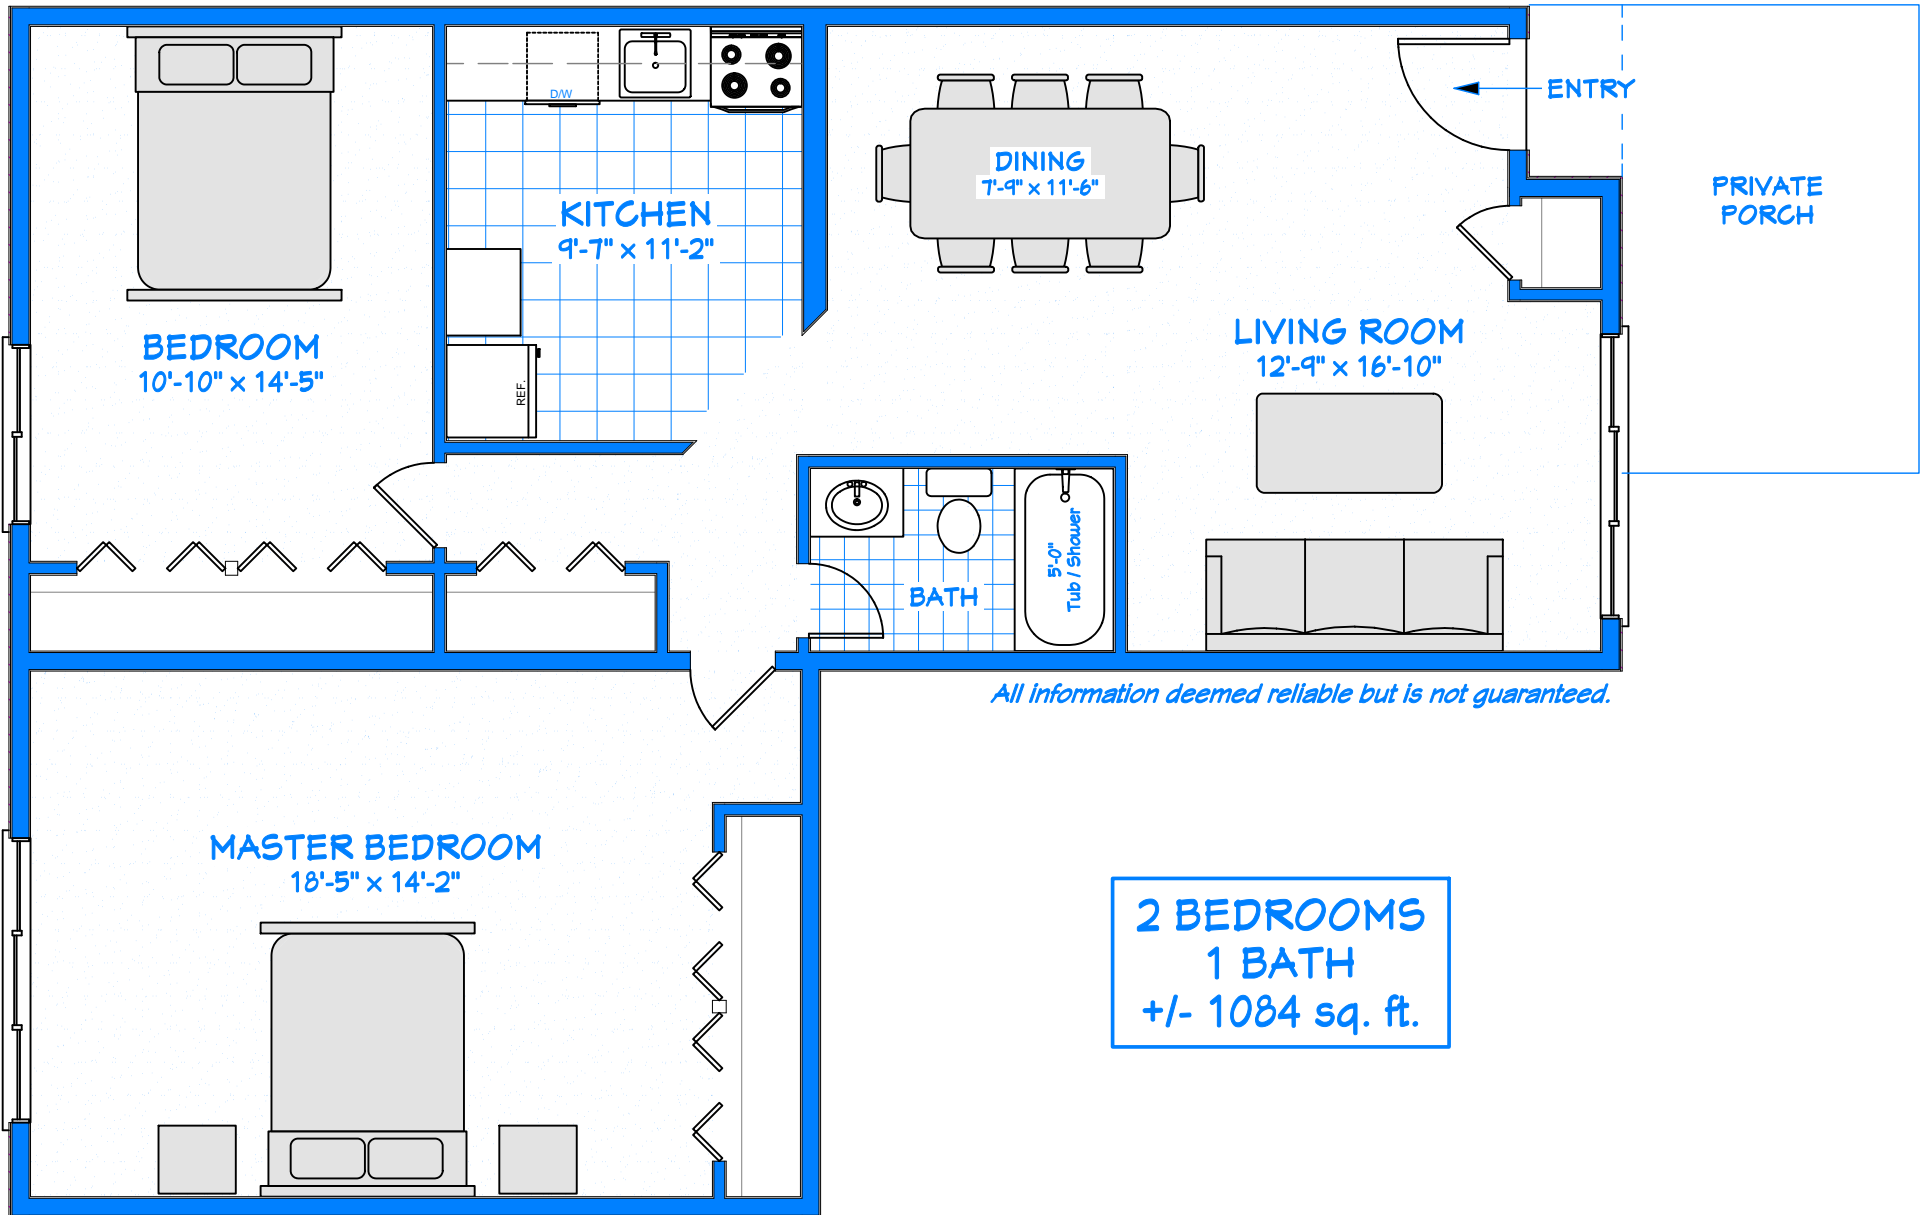 D/W
ENTRY
DINING
7'-9" x 11'-6"
PRIVATE
PORCH
KITCHEN
9'-7" x 11'-2"
BEDROOM
10'-10" x 14'-5"
REF.
LIVING ROOM
12'-9" x 16'-10"
5'-0"
Tub / Shower
BATH
All information deemed reliable but is not guaranteed.
MASTER BEDROOM
18'-5" x 14'-2"
2 BEDROOMS
1 BATH
+/- 1084 sq. ft.